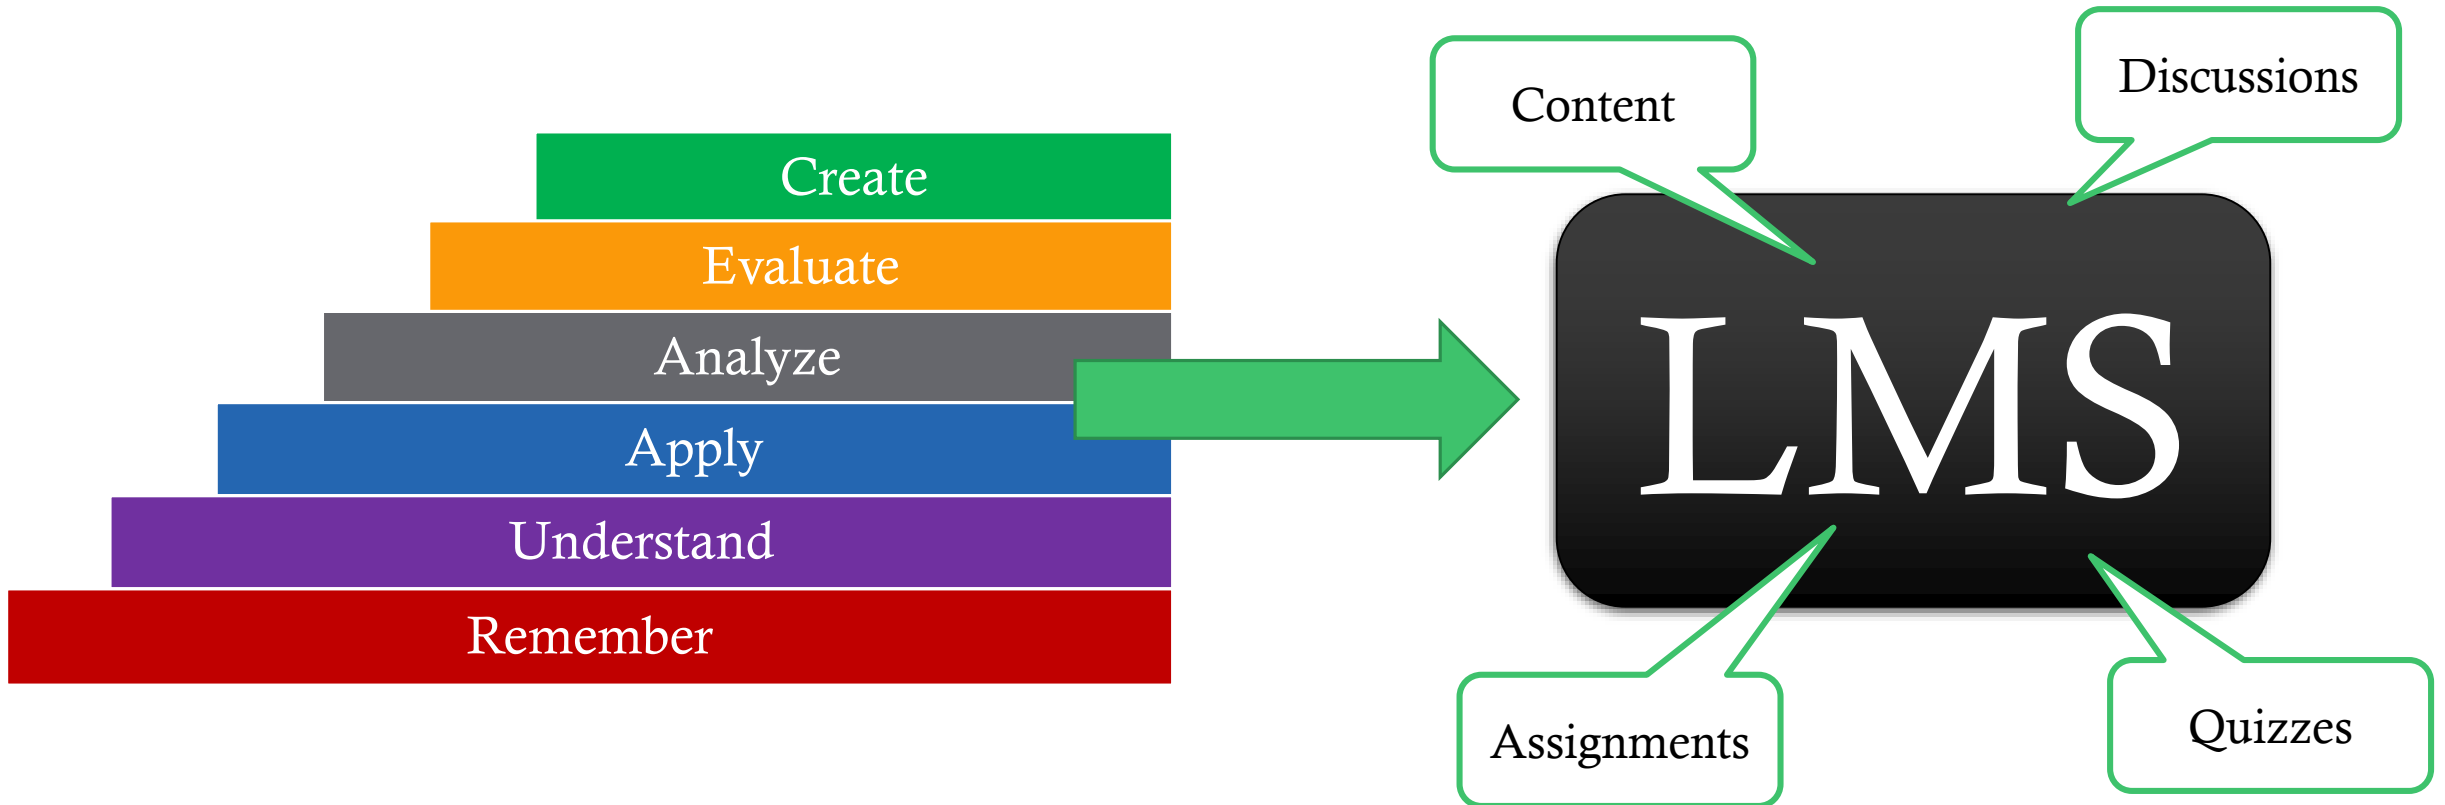 Create
Evaluate
Analyze
Apply
Understand
Remember
Content
Discussions
LMS
Assignments
Quizzes